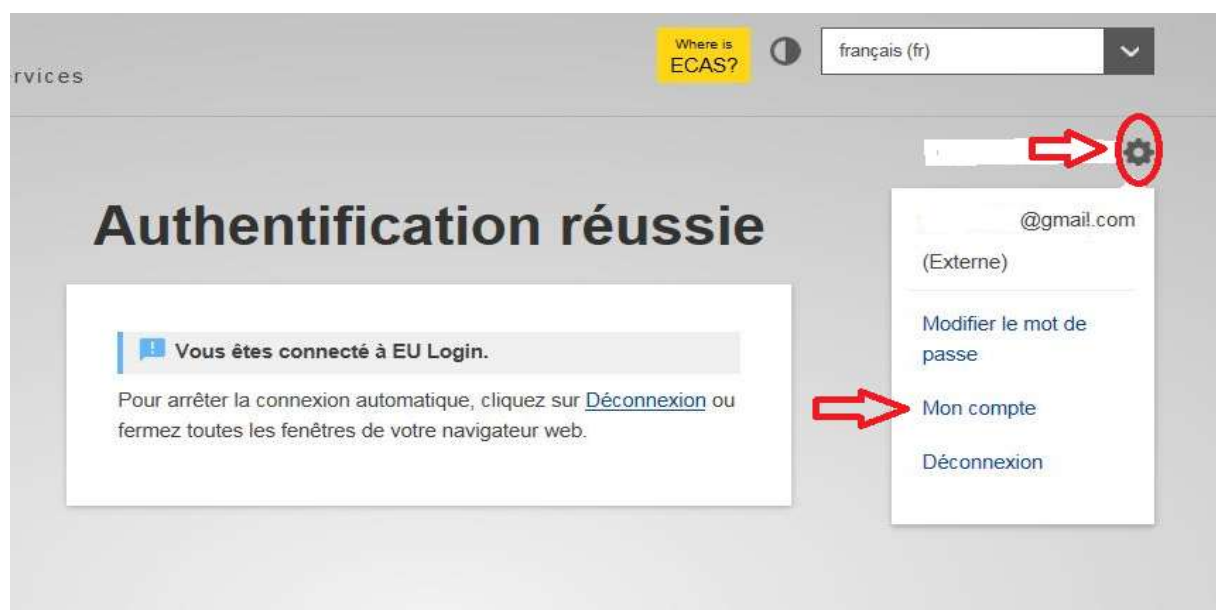 rvices
Where is
ECAS?
français (fr)
Authentification réussie
Vous êtes connecté à EU Login.
Pour arrêter la connexion automatique, cliquez sur Déconnexion ou
fermez toutes les fenêtres de votre navigateur web.
@gmail.com
(Externe)
Modifier le mot de
passe
Mon compte
Déconnexion